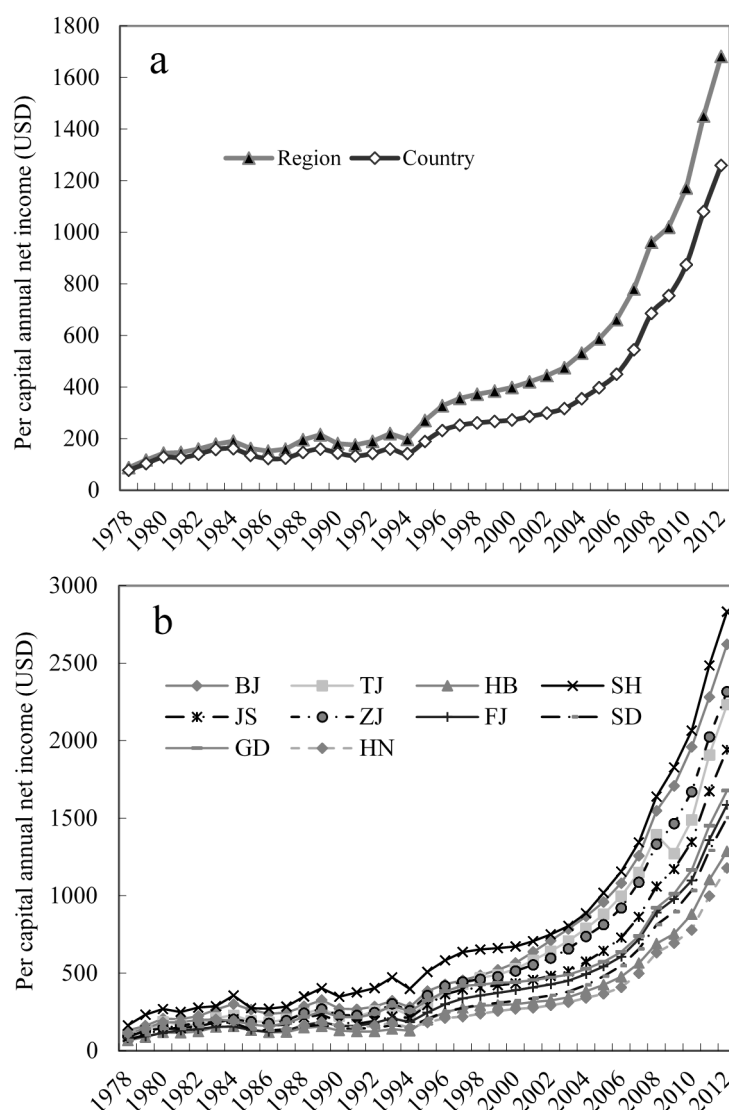 a
Per capital annual net income (USD)
1800
1600
1400
1200
1000
800
600
400
200
0
Region Country
1978 1980 1982 1984 1986 1988 1990 1992 1994 1996 1998 2000 2002 2004 2006 2008 2010 2012
b
Per capital annual net income (USD)
3000
2500
2000
1500
1000
500
0
BJ TJ HB SH
JS ZJ FJ SD
GD HN
1978 1980 1982 1984 1986 1988 1990 1992 1994 1996 1998 2000 2002 2004 2006 2008 2010 2012